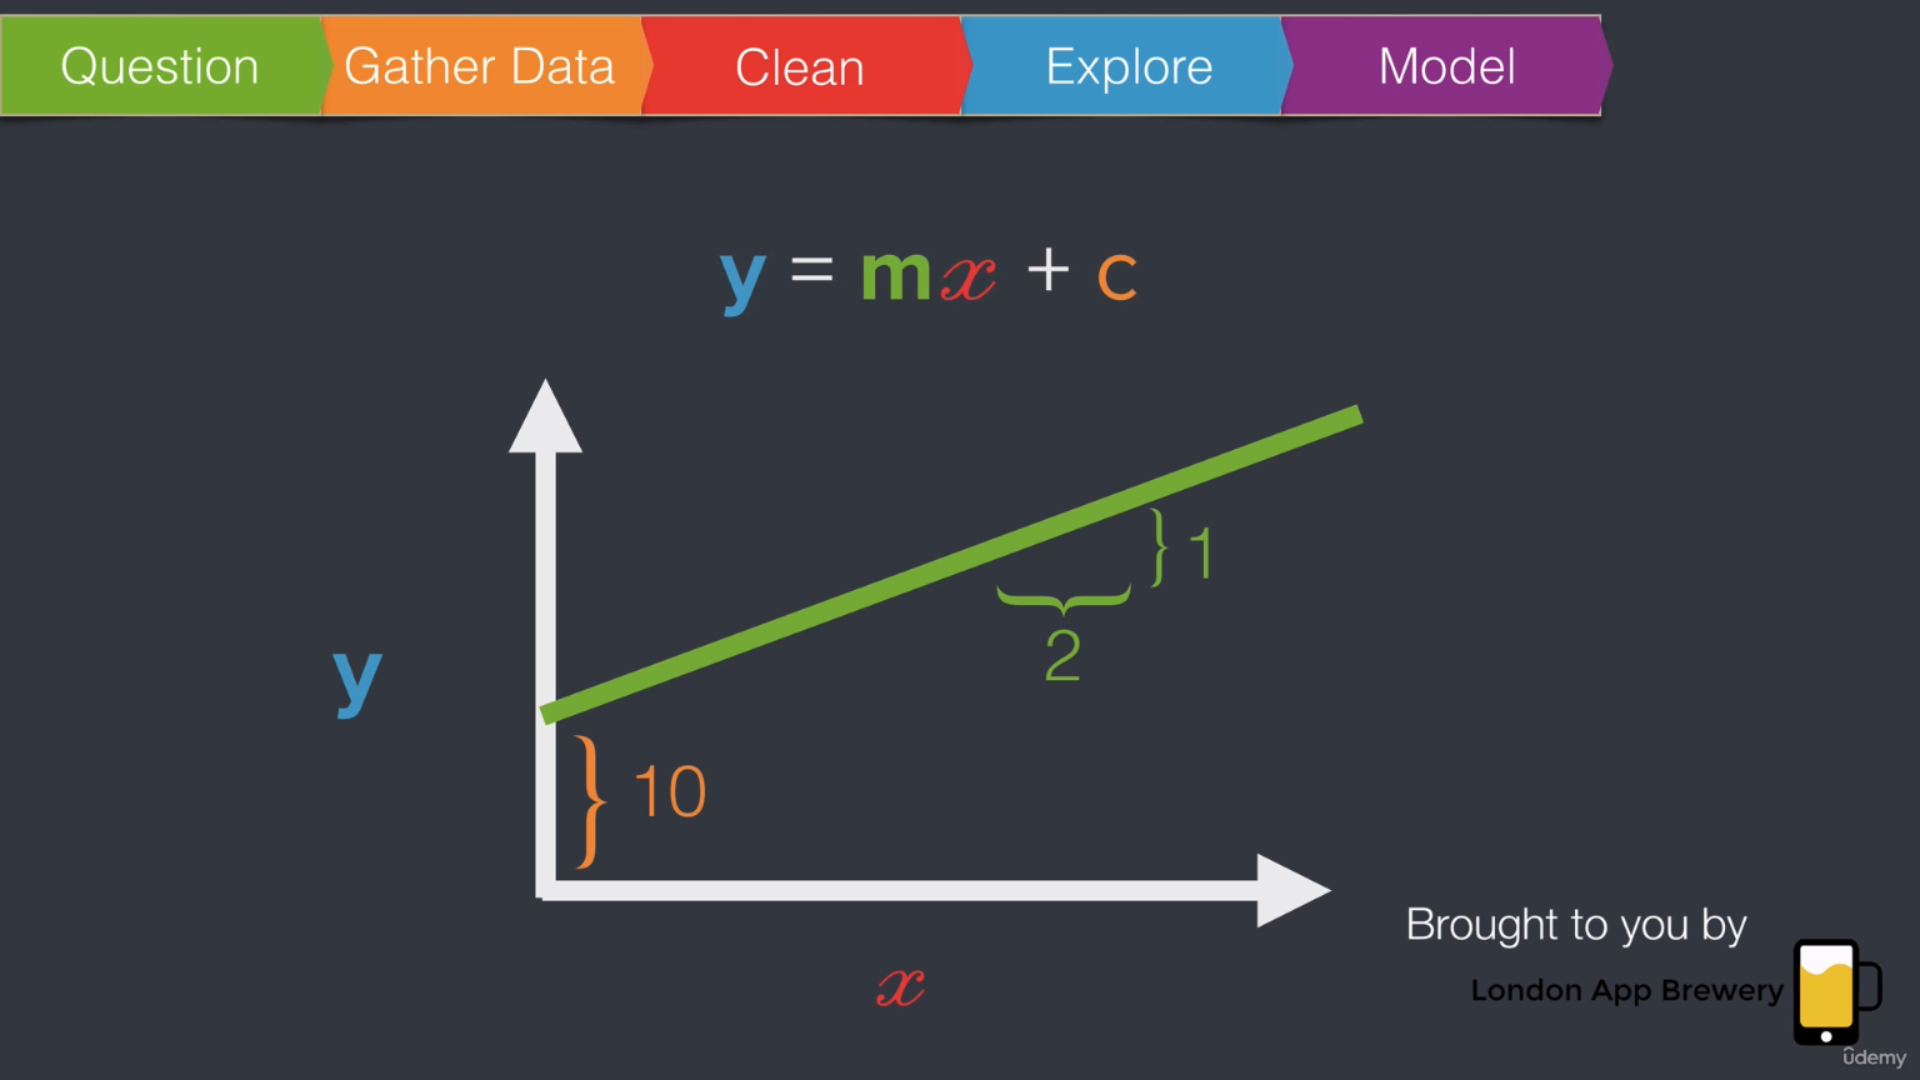 Question Gather Data Clean Explore Model
y = mx + c
1
2
y
10
Brought to you by
x
London App Brewery
ûdemy